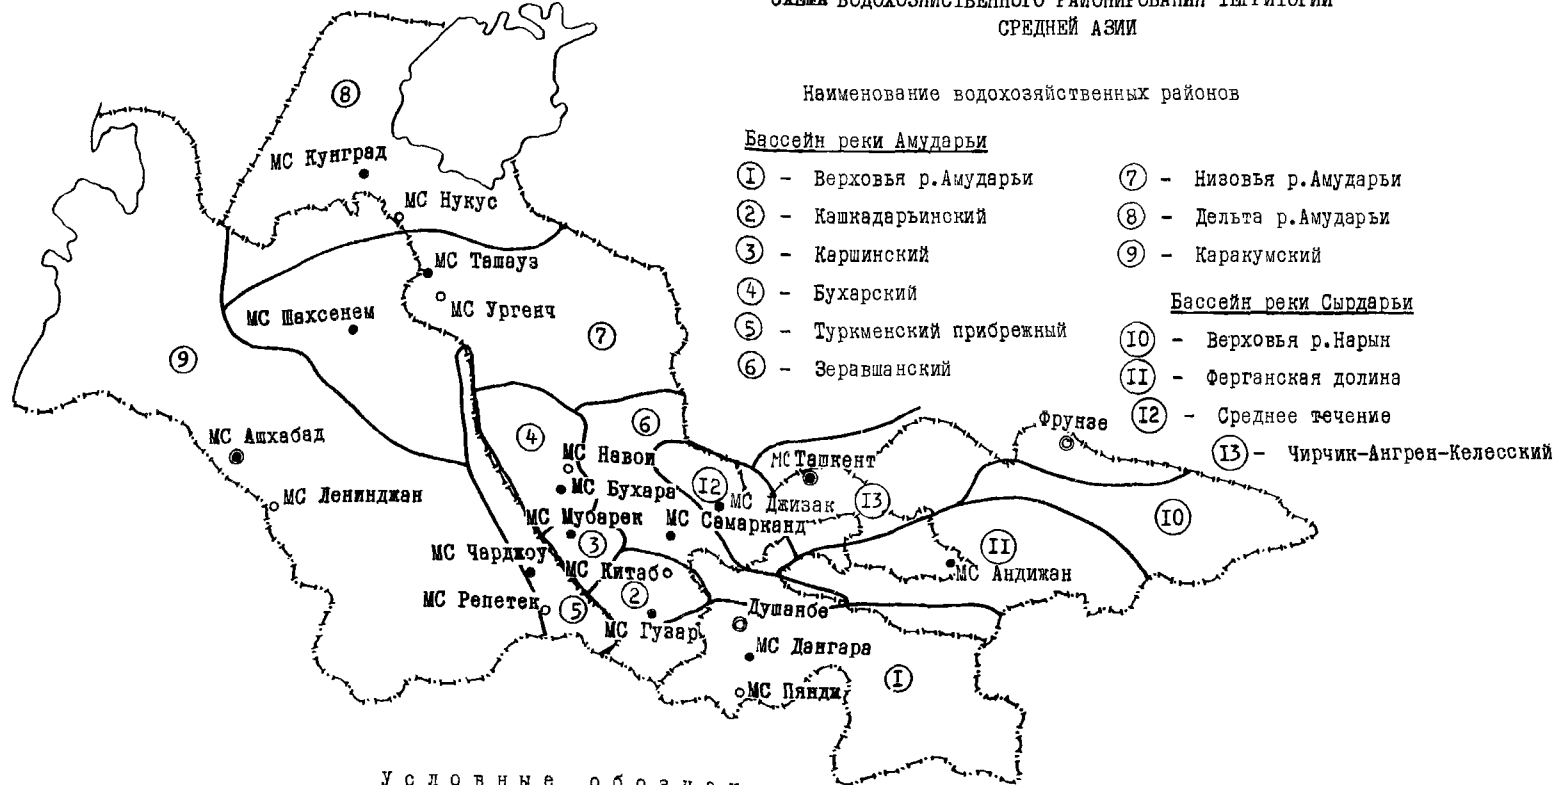 СХЕМА ВОДОХОЗЯЙСТВЕННОГО РАЙОНИРОВАНИЯ ТЕРРИТОРИИ
СРЕДНЕЙ АЗИИ
Наименование водохозяйственных районов
Бассейн реки Амударьи
I - Верховья р.Амударьи
2 - Кашкадарьинский
3 - Каршинский
4 - Бухарский
5 - Туркменский прибрежный
6 - Зеравшанский
7 - Низовья р.Амударьи
8 - Дельта р.Амударьи
9 - Каракумский
Бассейн реки Сырдарьи
I0 - Верховья р.Нарын
II - Ферганская долина
I2 - Среднее течение
I3 - Чирчик-Ангрен-Келесский
8
МС Кунград
МС Нукус
МС Ташауз
МС Ургенч
МС Шахсенем
7
9
МС Ашхабад
МС Ленинджан
4
6
МС Навои
МС Бухара
МС Мубарек
МС Самарканд
3
МС Чарджоу
МС Китаб
МС Репетек
5
2
МС Гузар
I2
МС Джизак
МС Ташкент
I3
Фрунзе
I0
II
МС Андижан
Душанбе
МС Дангара
МС Пяндж
I
Условные